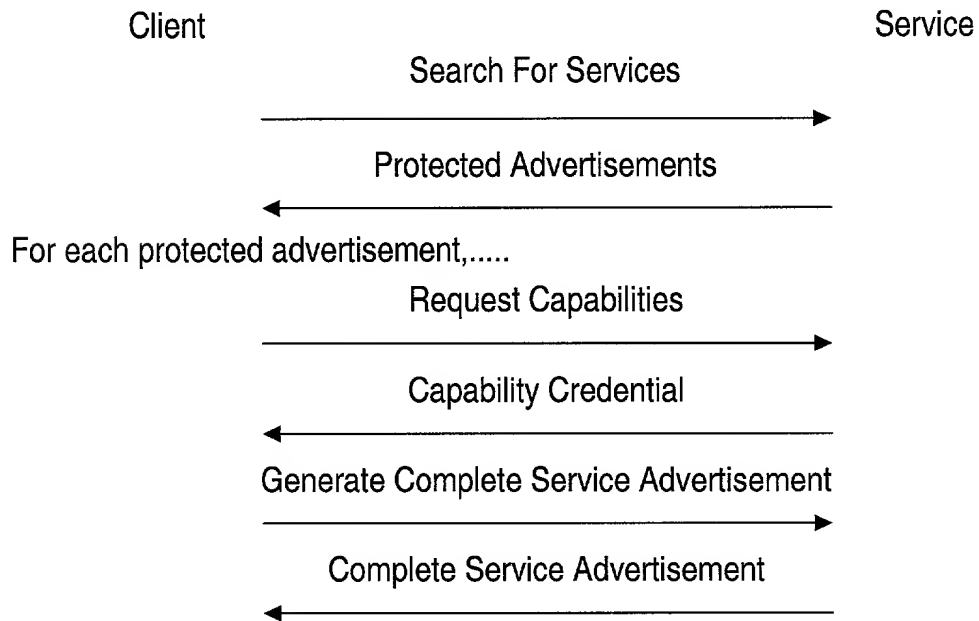 Client
Service
Search For Services
Protected Advertisements
For each protected advertisement,.....
Request Capabilities
Capability Credential
Generate Complete Service Advertisement
Complete Service Advertisement